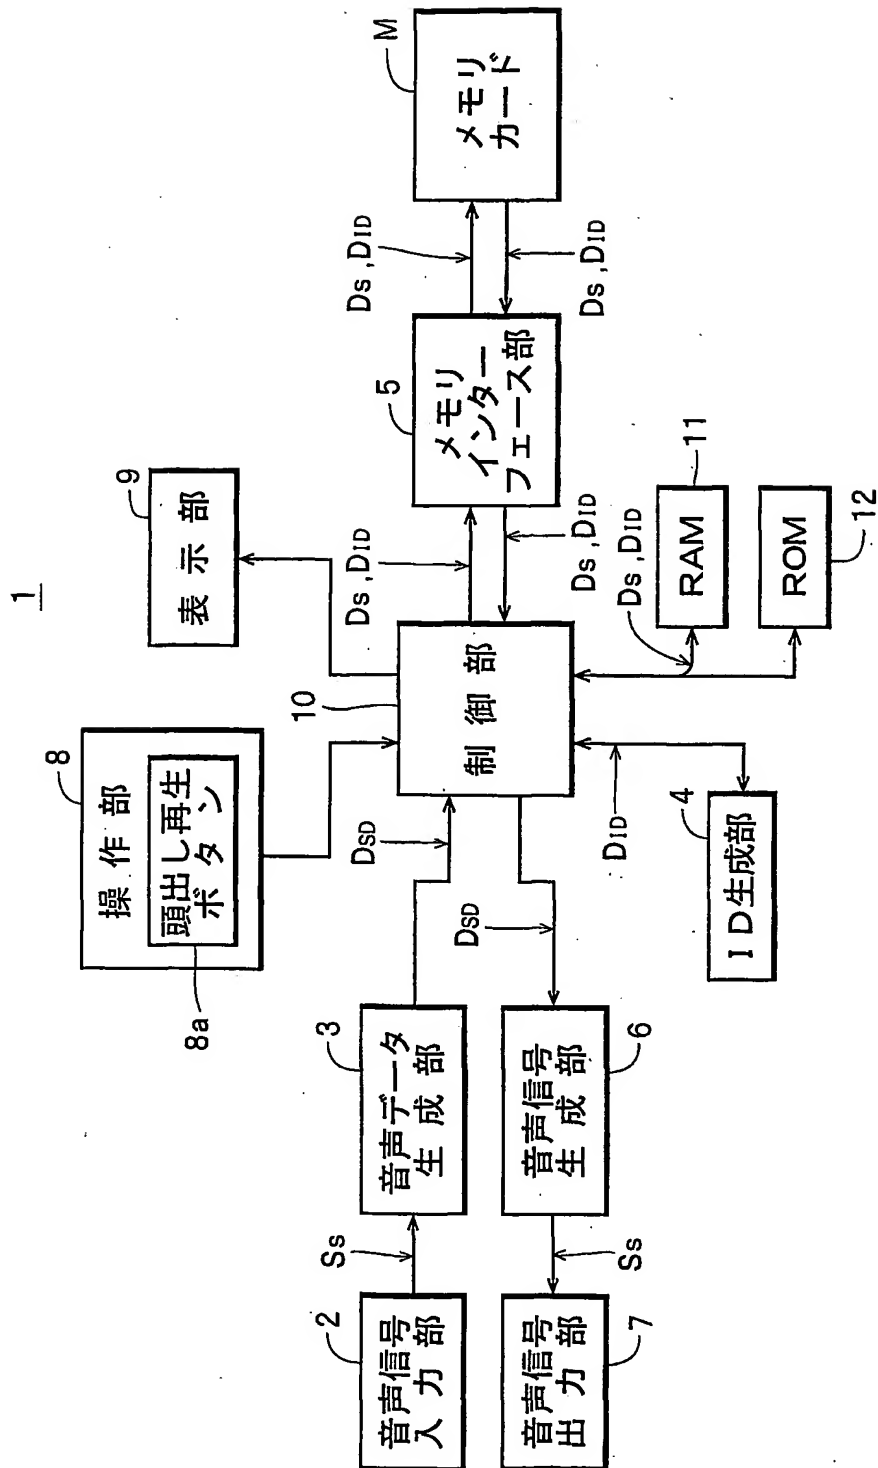 1
8
操作部
頭出し再生
ボタン
8a
9
表示部
2
音声信号
入力部
Ss
3
音声データ
生成部
DSD
10
制御部
Ds,DID
Ds,DID
5
メモリ
インター
フェース部
Ds,DID
Ds,DID
M
メモリ
カード
7
音声信号
出力部
Ss
6
音声信号
生成部
DSD
4
ID生成部
DID
Ds,DID
RAM
11
ROM
12